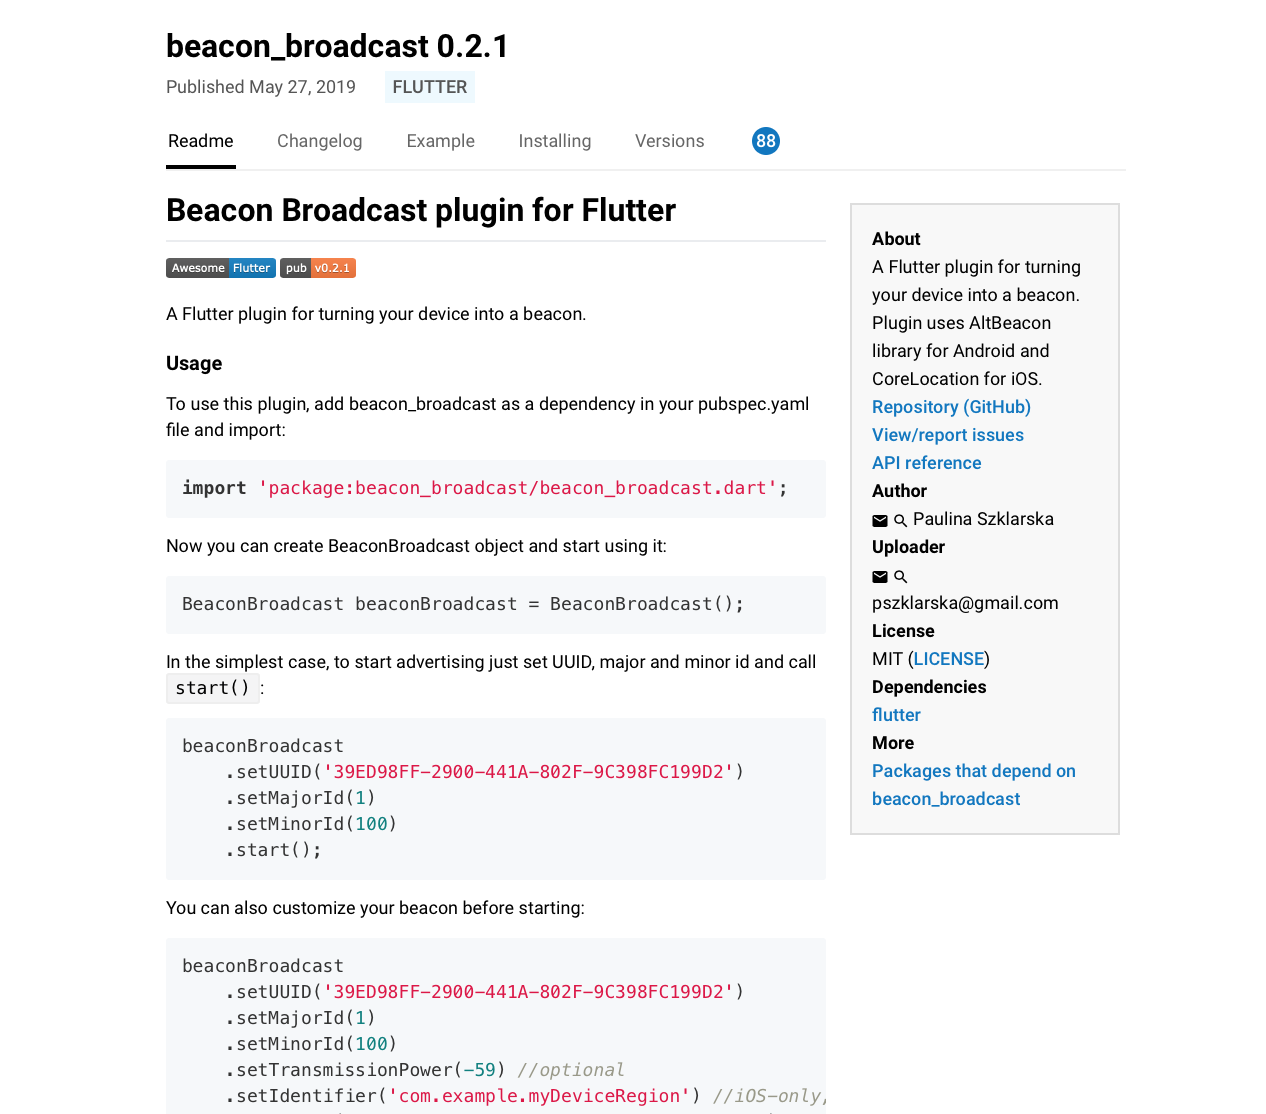 beacon_broadcast 0.2.1
Published May 27, 2019 FLUTTER
Readme Changelog Example Installing Versions 88
Beacon Broadcast plugin for Flutter
Awesome Flutter pub v0.2.1
A Flutter plugin for turning your device into a beacon.
Usage
To use this plugin, add beacon_broadcast as a dependency in your pubspec.yaml
file and import:
import 'package:beacon_broadcast/beacon_broadcast.dart';
Now you can create BeaconBroadcast object and start using it:
BeaconBroadcast beaconBroadcast = BeaconBroadcast();
In the simplest case, to start advertising just set UUID, major and minor id and call
start() :
beaconBroadcast
    .setUUID('39ED98FF-2900-441A-802F-9C398FC199D2')
    .setMajorId(1)
    .setMinorId(100)
    .start();
You can also customize your beacon before starting:
beaconBroadcast
    .setUUID('39ED98FF-2900-441A-802F-9C398FC199D2')
    .setMajorId(1)
    .setMinorId(100)
    .setTransmissionPower(-59) //optional
    .setIdentifier('com.example.myDeviceRegion') //iOS-only,
About
A Flutter plugin for turning
your device into a beacon.
Plugin uses AltBeacon
library for Android and
CoreLocation for iOS.
Repository (GitHub)
View/report issues
API reference
Author
Paulina Szklarska
Uploader
pszklarska@gmail.com
License
MIT (LICENSE)
Dependencies
flutter
More
Packages that depend on
beacon_broadcast